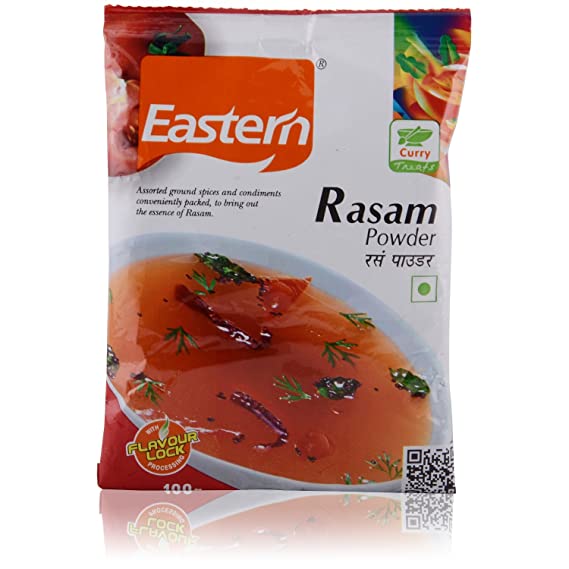 Eastern
®
Curry
Treats
Assorted ground spices and condiments
conveniently packed, to bring out
the essence of Rasam.
Rasam
Powder
रसं पाउडर
WITH
FLAVOUR
LOCK
PROCESSING
100g